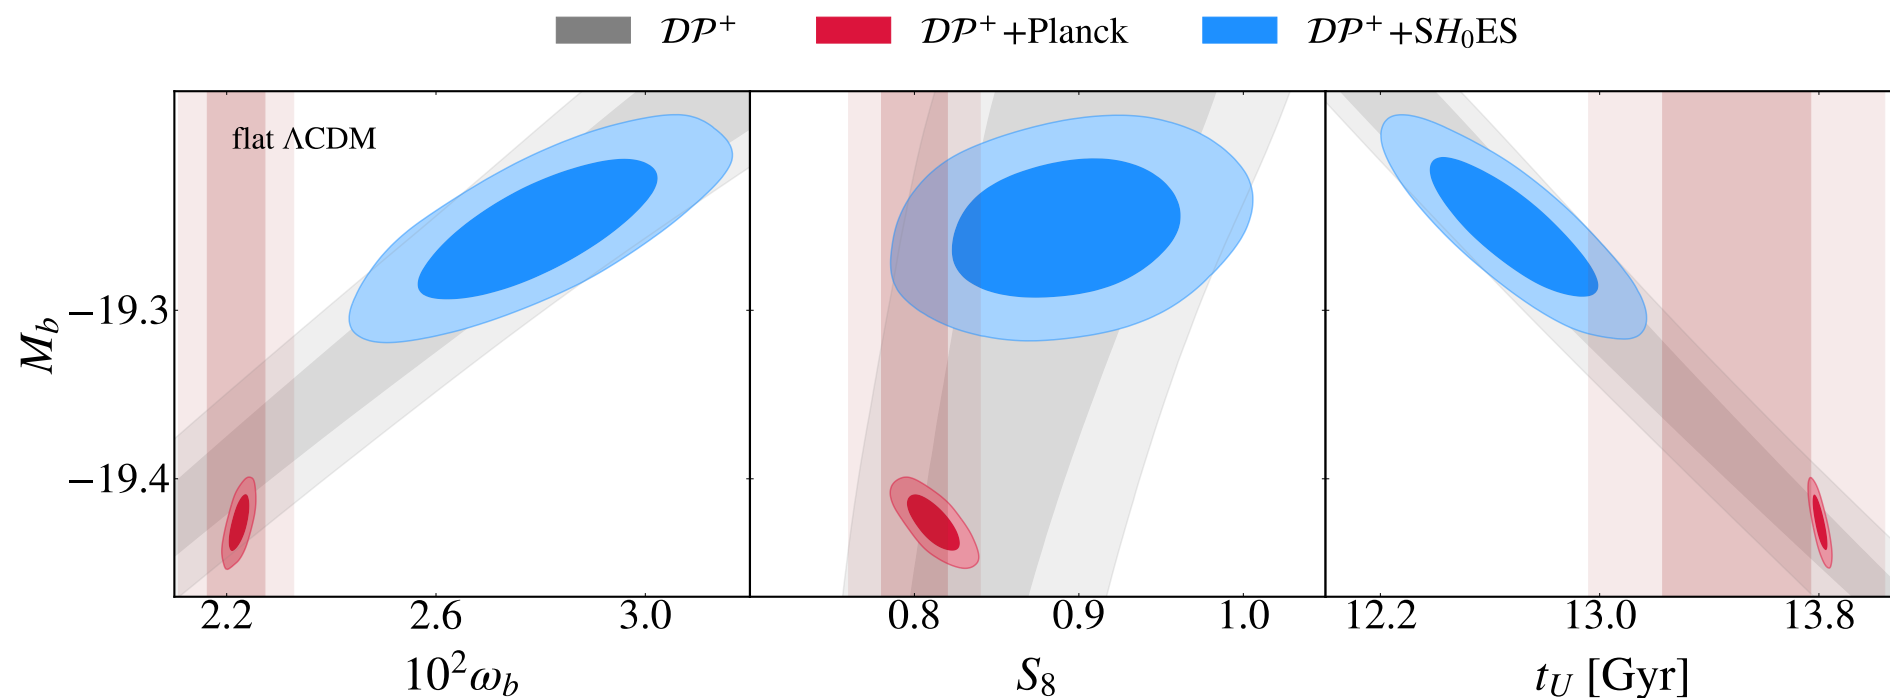 𝒟𝒫⁺ 𝒟𝒫⁺+Planck 𝒟𝒫⁺+SH₀ES
flat ΛCDM
M_b
−19.3
−19.4
2.2 2.6 3.0 0.8 0.9 1.0 12.2 13.0 13.8
10²ω_b S₈ t_U [Gyr]